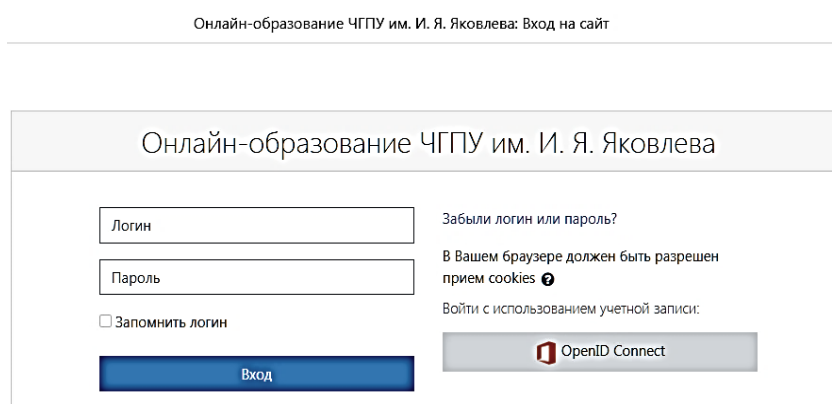 Онлайн-образование ЧГПУ им. И. Я. Яковлева: Вход на сайт
Онлайн-образование ЧГПУ им. И. Я. Яковлева
Логин
Пароль
Запомнить логин
Вход
Забыли логин или пароль?
В Вашем браузере должен быть разрешен
прием cookies ?
Войти с использованием учетной записи:
OpenID Connect